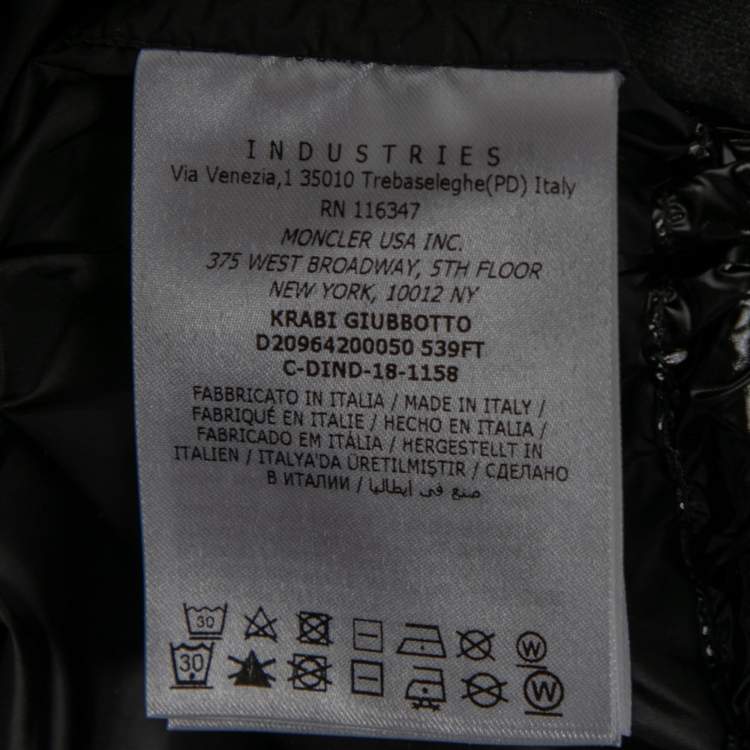 INDUSTRIES
Via Venezia,1 35010 Trebaseleghe(PD) Italy
RN 116347
MONCLER USA INC.
375 WEST BROADWAY, 5TH FLOOR
NEW YORK, 10012 NY
KRABI GIUBBOTTO
D20964200050 539FT
C-DIND-18-1158
FABBRICATO IN ITALIA / MADE IN ITALY /
FABRIQUÉ EN ITALIE / HECHO EN ITALIA /
FABRICADO EM ITÁLIA / HERGESTELLT IN
ITALIEN / ITALYA'DA ÜRETILMIŞTIR / СДЕЛАНО
В ИТАЛИИ / صنع في ايطاليا
30 W
30 W